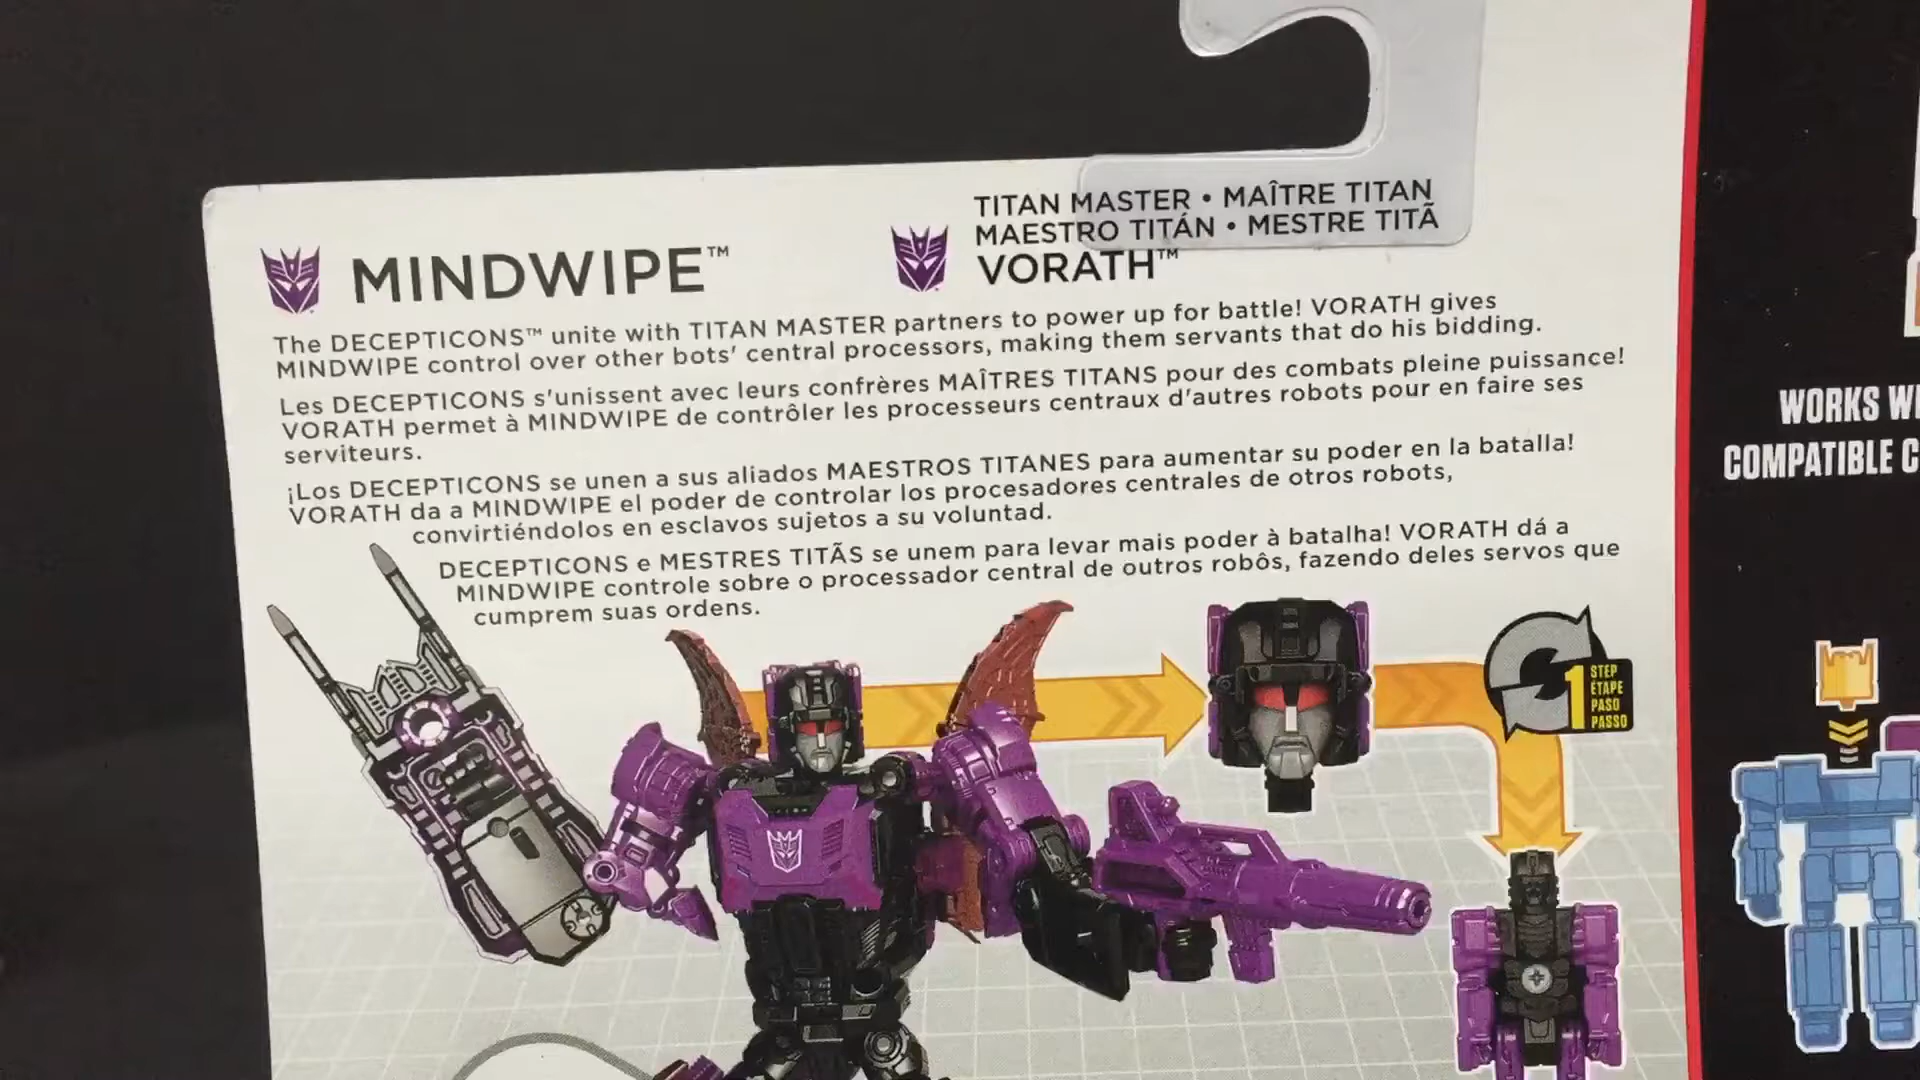 MINDWIPE™
TITAN MASTER • MAÎTRE TITAN
MAESTRO TITÁN • MESTRE TITÃ
VORATH™
The DECEPTICONS™ unite with TITAN MASTER partners to power up for battle! VORATH gives
MINDWIPE control over other bots' central processors, making them servants that do his bidding.
Les DECEPTICONS s'unissent avec leurs confrères MAÎTRES TITANS pour des combats pleine puissance!
VORATH permet à MINDWIPE de contrôler les processeurs centraux d'autres robots pour en faire ses
serviteurs.
¡Los DECEPTICONS se unen a sus aliados MAESTROS TITANES para aumentar su poder en la batalla!
VORATH da a MINDWIPE el poder de controlar los procesadores centrales de otros robots,
convirtiéndolos en esclavos sujetos a su voluntad.
DECEPTICONS e MESTRES TITÃS se unem para levar mais poder à batalha! VORATH dá a
MINDWIPE controle sobre o processador central de outros robôs, fazendo deles servos que
cumprem suas ordens.
1
STEP
ÉTAPE
PASO
PASSO
WORKS
COMPATIBLE